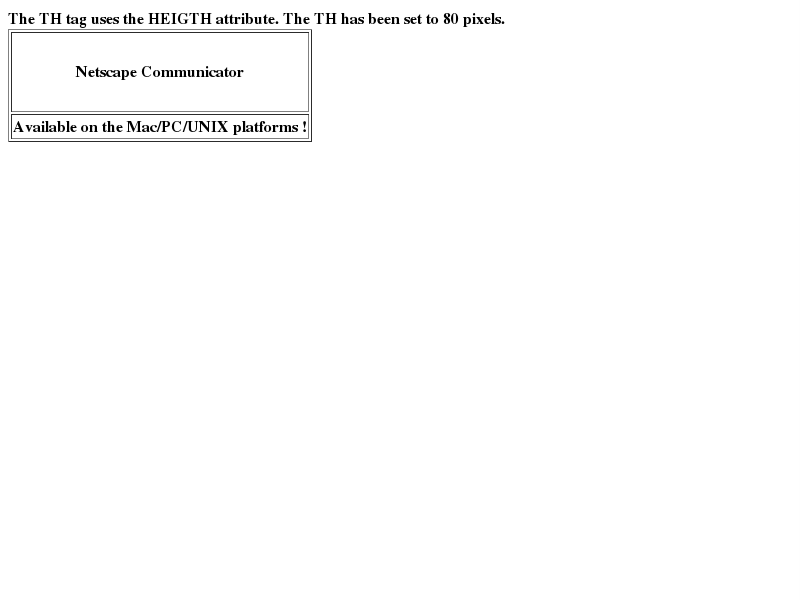 The TH tag uses the HEIGTH attribute. The TH has been set to 80 pixels.
Netscape Communicator
Available on the Mac/PC/UNIX platforms !